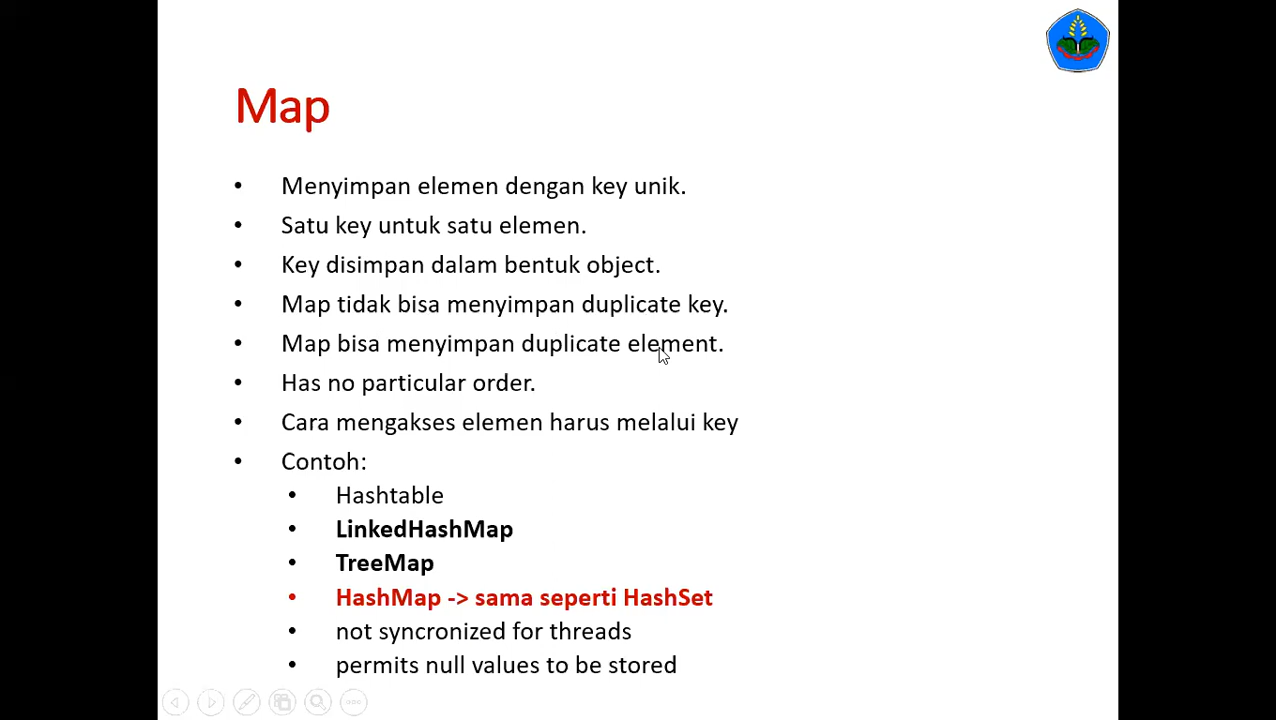 Map
• Menyimpan elemen dengan key unik.
• Satu key untuk satu elemen.
• Key disimpan dalam bentuk object.
• Map tidak bisa menyimpan duplicate key.
• Map bisa menyimpan duplicate element.
• Has no particular order.
• Cara mengakses elemen harus melalui key
• Contoh:
• Hashtable
• LinkedHashMap
• TreeMap
• HashMap -> sama seperti HashSet
• not syncronized for threads
• permits null values to be stored